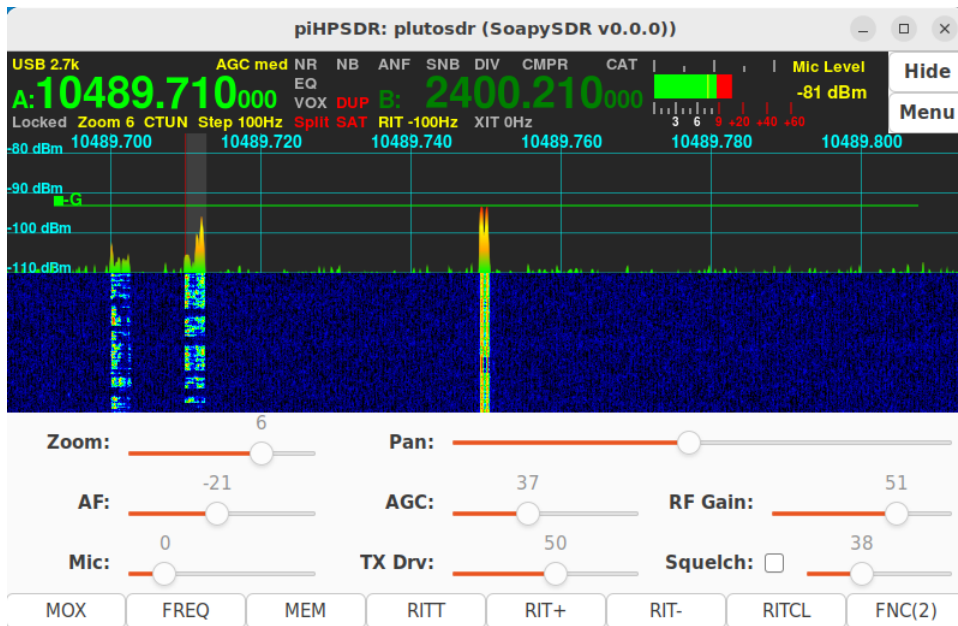 piHPSDR: plutosdr (SoapySDR v0.0.0))
USB 2.7k AGC med NR NB ANF SNB DIV CMPR CAT Mic Level Hide
EQ
A:10489.710000 VOX DUP B: 2400.210000 -81 dBm
Locked Zoom 6 CTUN Step 100Hz Split SAT RIT -100Hz XIT 0Hz 3 6 9 +20 +40 +60 Menu
-80 dBm 10489.700 10489.720 10489.740 10489.760 10489.780 10489.800
-90 dBm
-G
-100 dBm
-110 dBm
6
Zoom: Pan:
-21 37 51
AF: AGC: RF Gain:
0 50 38
Mic: TX Drv: Squelch:
MOX FREQ MEM RITT RIT+ RIT- RITCL FNC(2)